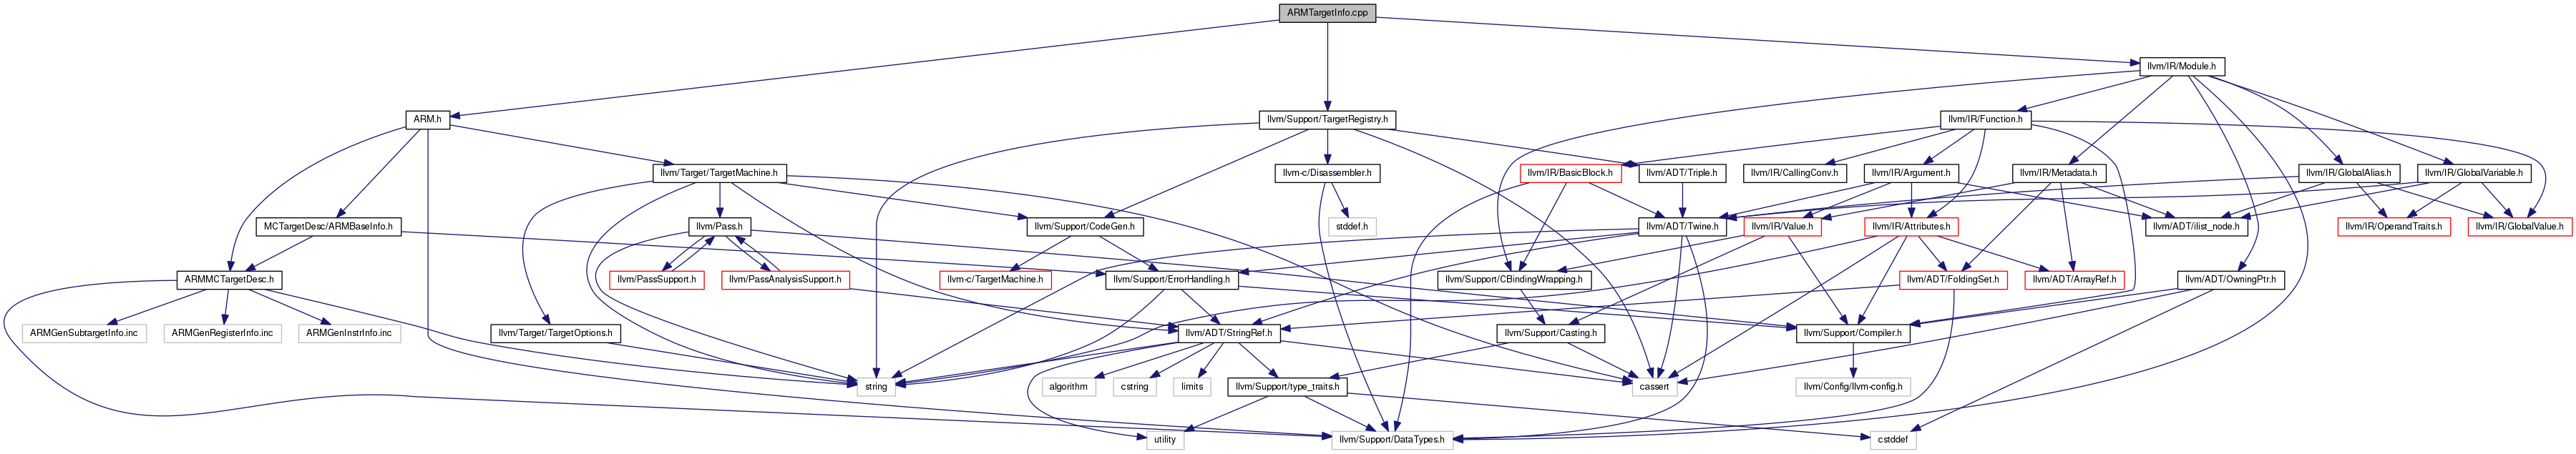 ARMTargetInfo.cpp
llvm/IR/Module.h
ARM.h
llvm/Support/TargetRegistry.h
llvm/IR/Function.h
llvm/Target/TargetMachine.h
llvm-c/Disassembler.h
llvm/IR/BasicBlock.h
llvm/ADT/Triple.h
llvm/IR/CallingConv.h
llvm/IR/Argument.h
llvm/IR/Metadata.h
llvm/IR/GlobalAlias.h
llvm/IR/GlobalVariable.h
MCTargetDesc/ARMBaseInfo.h
llvm/Pass.h
llvm/Support/CodeGen.h
stddef.h
llvm/ADT/Twine.h
llvm/IR/Value.h
llvm/IR/Attributes.h
llvm/ADT/ilist_node.h
llvm/IR/OperandTraits.h
llvm/IR/GlobalValue.h
ARMMCTargetDesc.h
llvm/PassSupport.h
llvm/PassAnalysisSupport.h
llvm-c/TargetMachine.h
llvm/Support/ErrorHandling.h
llvm/Support/CBindingWrapping.h
llvm/ADT/FoldingSet.h
llvm/ADT/ArrayRef.h
llvm/ADT/OwningPtr.h
ARMGenSubtargetInfo.inc
ARMGenRegisterInfo.inc
ARMGenInstrInfo.inc
llvm/Target/TargetOptions.h
llvm/ADT/StringRef.h
llvm/Support/Casting.h
llvm/Support/Compiler.h
string
algorithm
cstring
limits
llvm/Support/type_traits.h
cassert
llvm/Config/llvm-config.h
utility
llvm/Support/DataTypes.h
cstddef